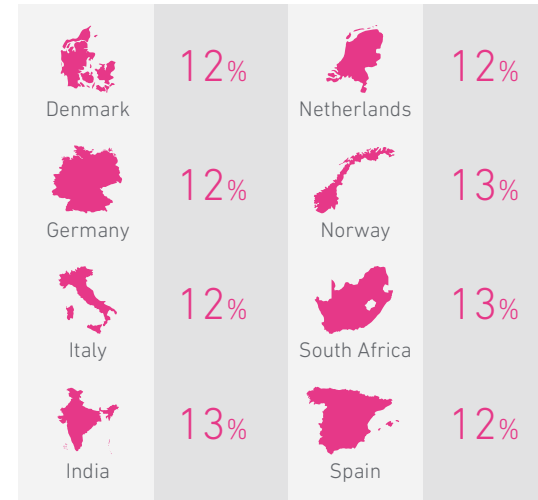 12%
Denmark
12%
Netherlands
12%
Germany
13%
Norway
12%
Italy
13%
South Africa
13%
India
12%
Spain